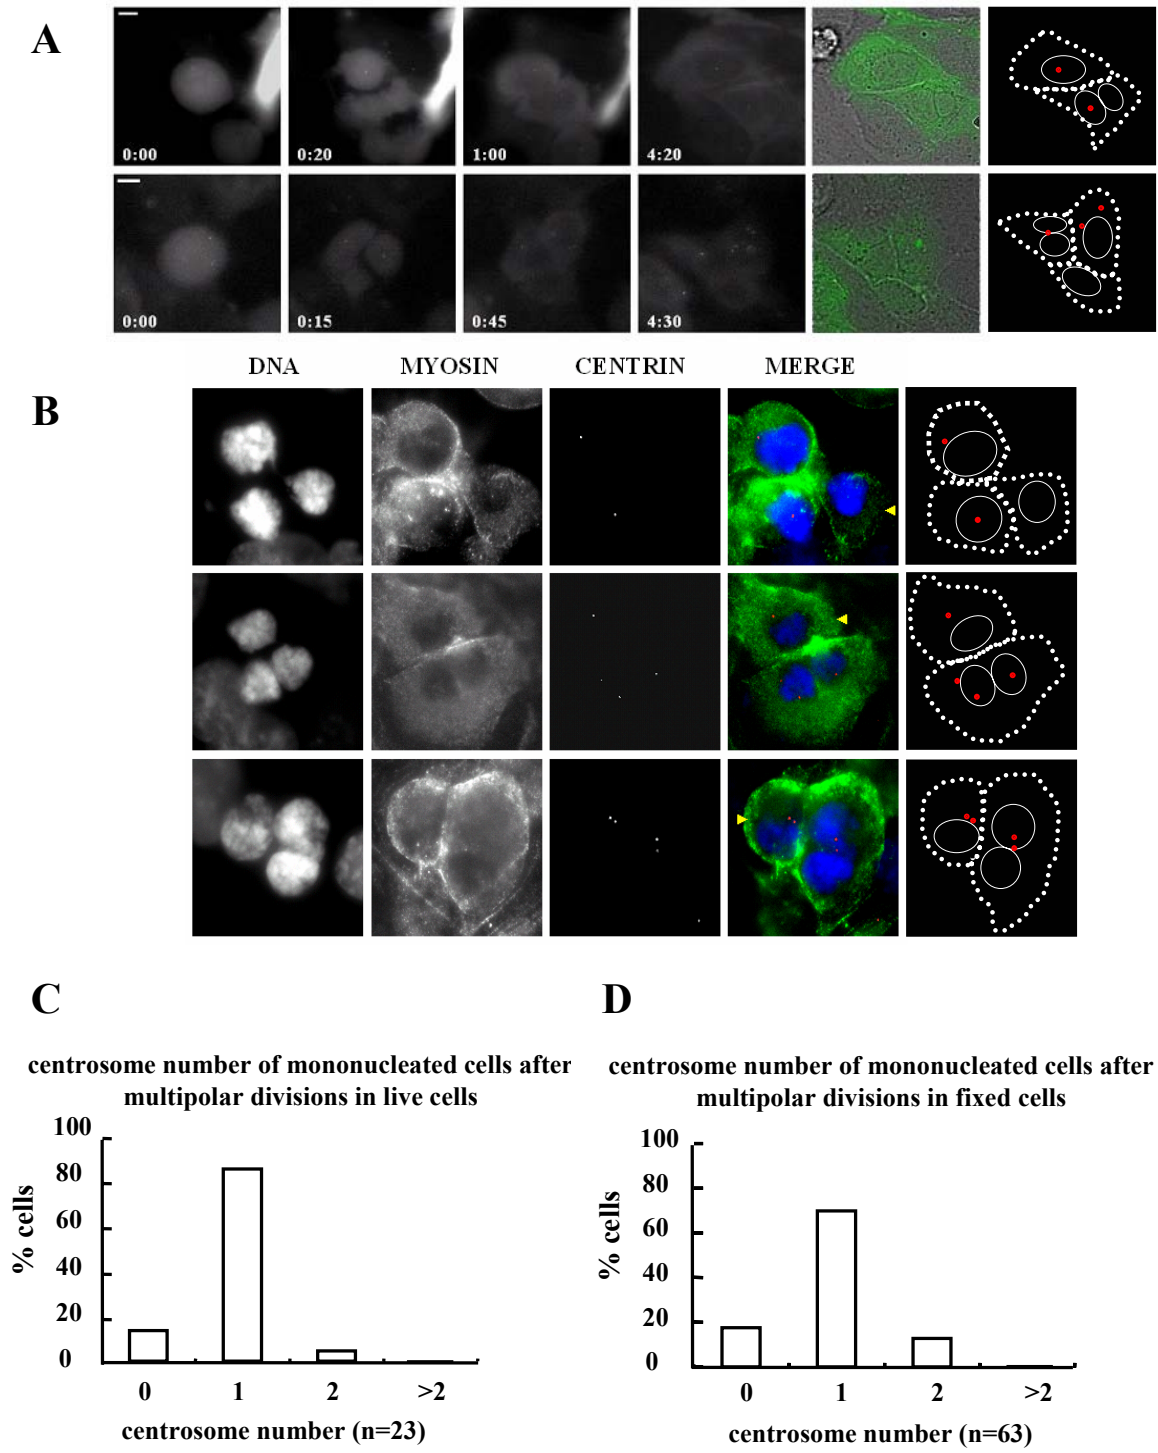 A
0:00
0:20
1:00
4:20
0:00
0:15
0:45
4:30
B
DNA
MYOSIN
CENTRIN
MERGE
C
centrosome number of mononucleated cells after
multipolar divisions in live cells
100
80
60
40
20
0
% cells
0
1
2
>2
centrosome number (n=23)
D
centrosome number of mononucleated cells after
multipolar divisions in fixed cells
100
80
60
40
20
0
% cells
0
1
2
>2
centrosome number (n=63)